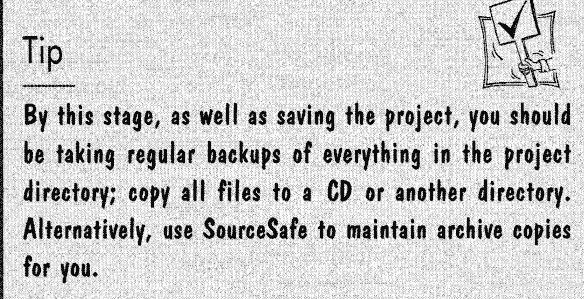 Tip
By this stage, as well as saving the project, you should
be taking regular backups of everything in the project
directory; copy all files to a CD or another directory.
Alternatively, use SourceSafe to maintain archive copies
for you.